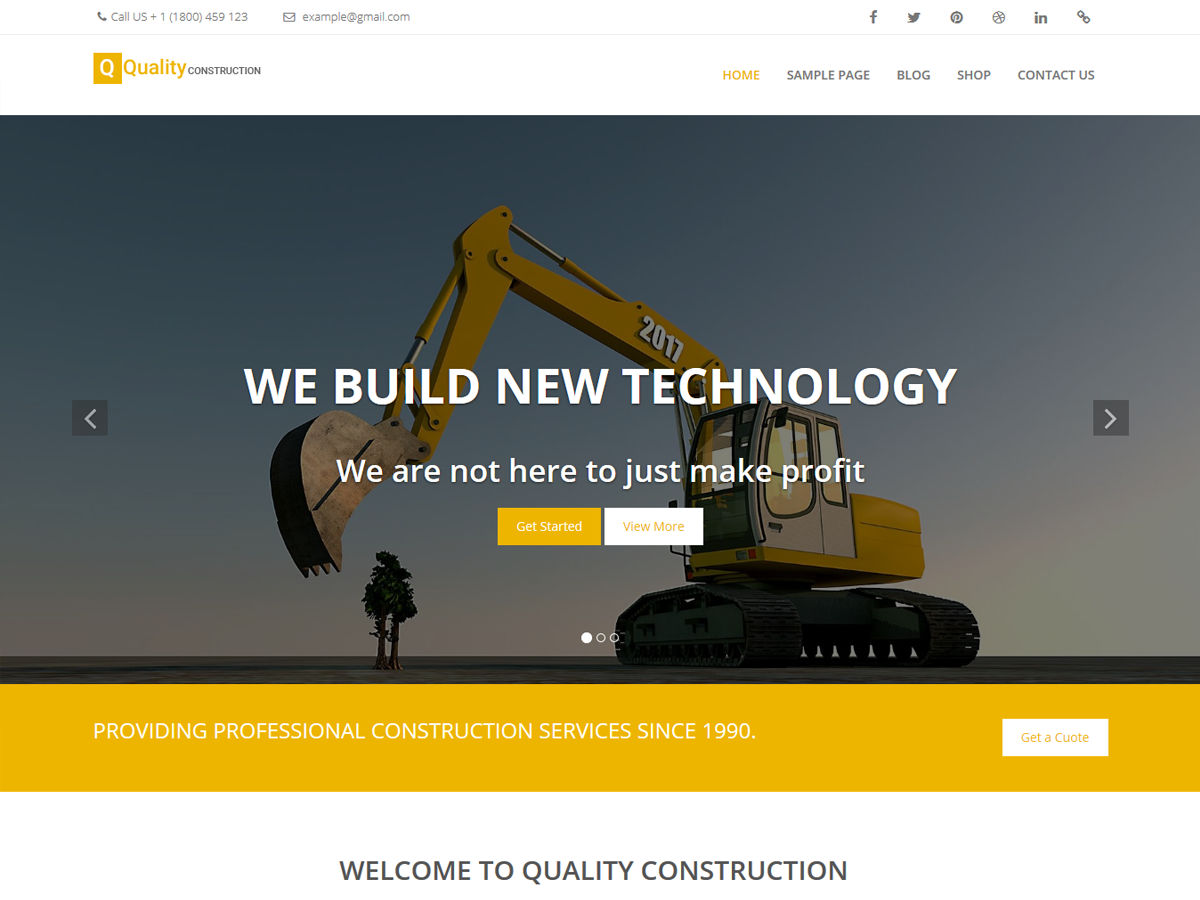 Call US + 1 (1800) 459 123 example@gmail.com
Q Quality CONSTRUCTION
HOME SAMPLE PAGE BLOG SHOP CONTACT US
2017
WE BUILD NEW TECHNOLOGY
We are not here to just make profit
Get Started View More
PROVIDING PROFESSIONAL CONSTRUCTION SERVICES SINCE 1990.
Get a Cuote
WELCOME TO QUALITY CONSTRUCTION